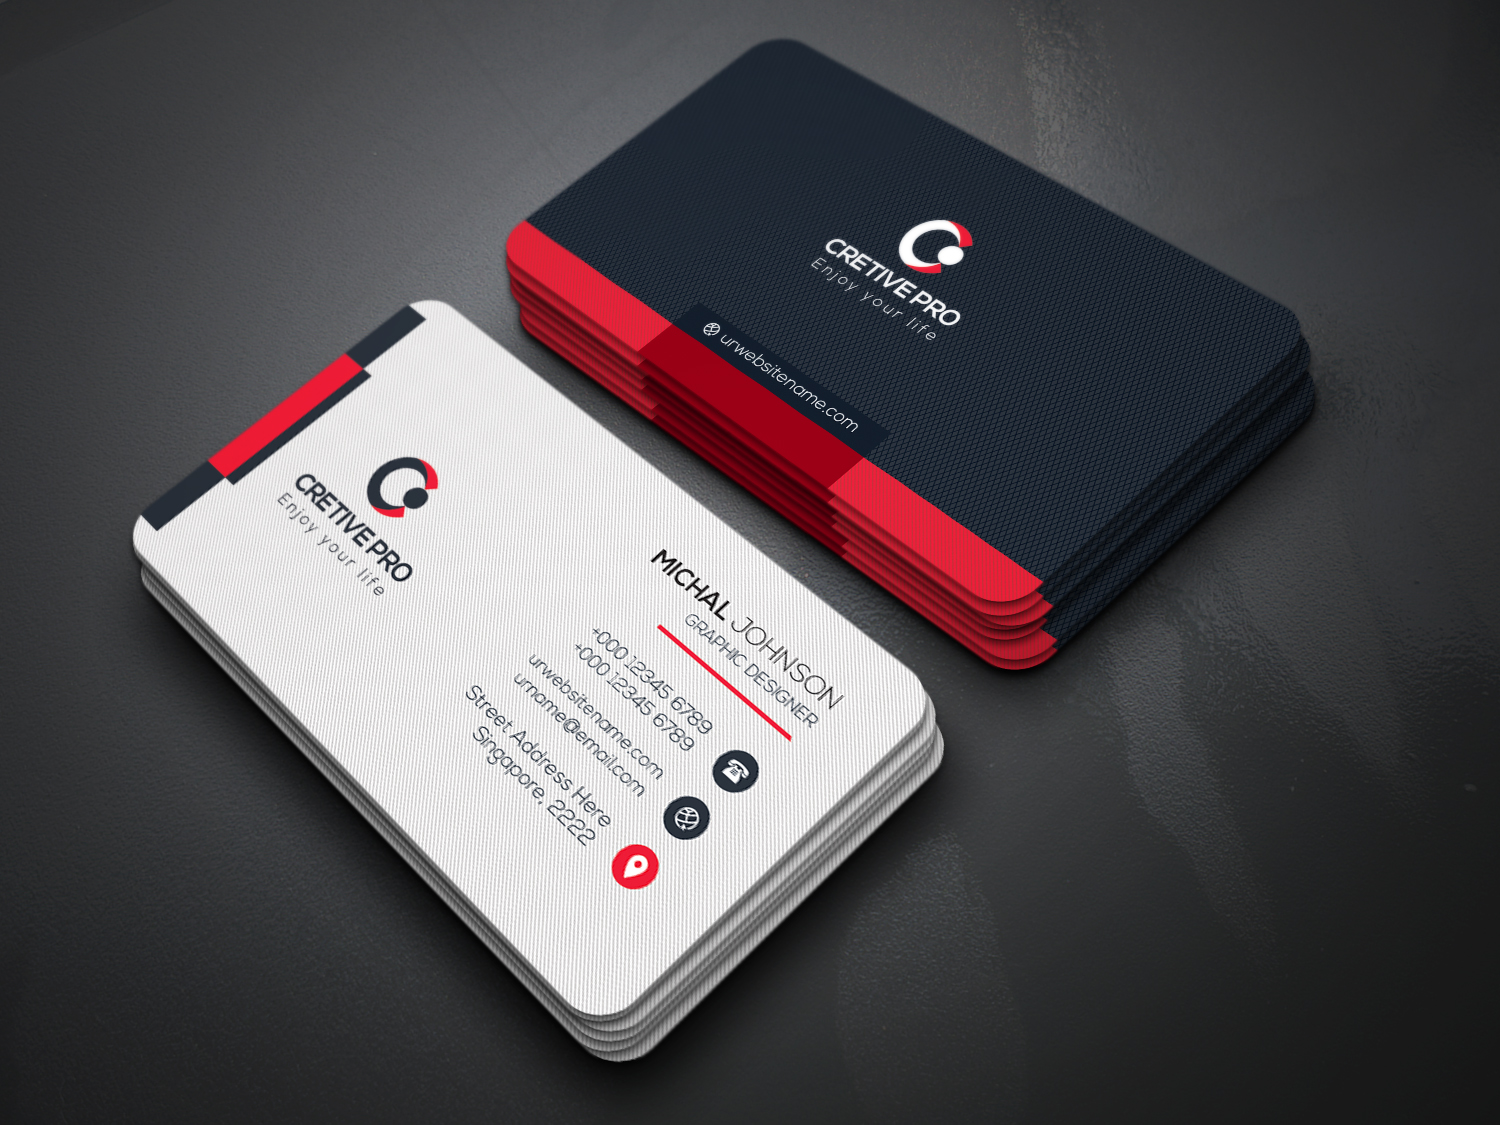 CRETIVE PRO
Enjoy your life
urwebsitename.com
CRETIVE PRO
Enjoy your life
MICHAL JOHNSON
GRAPHIC DESIGNER
+000 12345 6789
+000 12345 6789
urwebsitename.com
urname@email.com
Street Address Here
Singapore, 2222